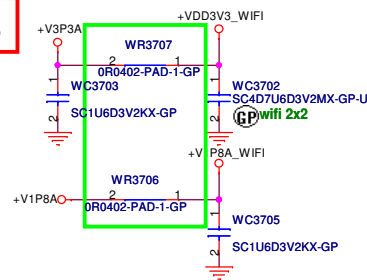 +V3P3A
+VDD3V3_WIFI
WR3707
2
1
0R0402-PAD-1-GP
1
WC3703
2
SC1U6D3V2KX-GP
1
WC3702
SC4D7U6D3V2MX-GP-U
2
GP wifi 2x2
+V1P8A_WIFI
WR3706
+V1P8A
2
1
0R0402-PAD-1-GP
1
WC3705
2
SC1U6D3V2KX-GP